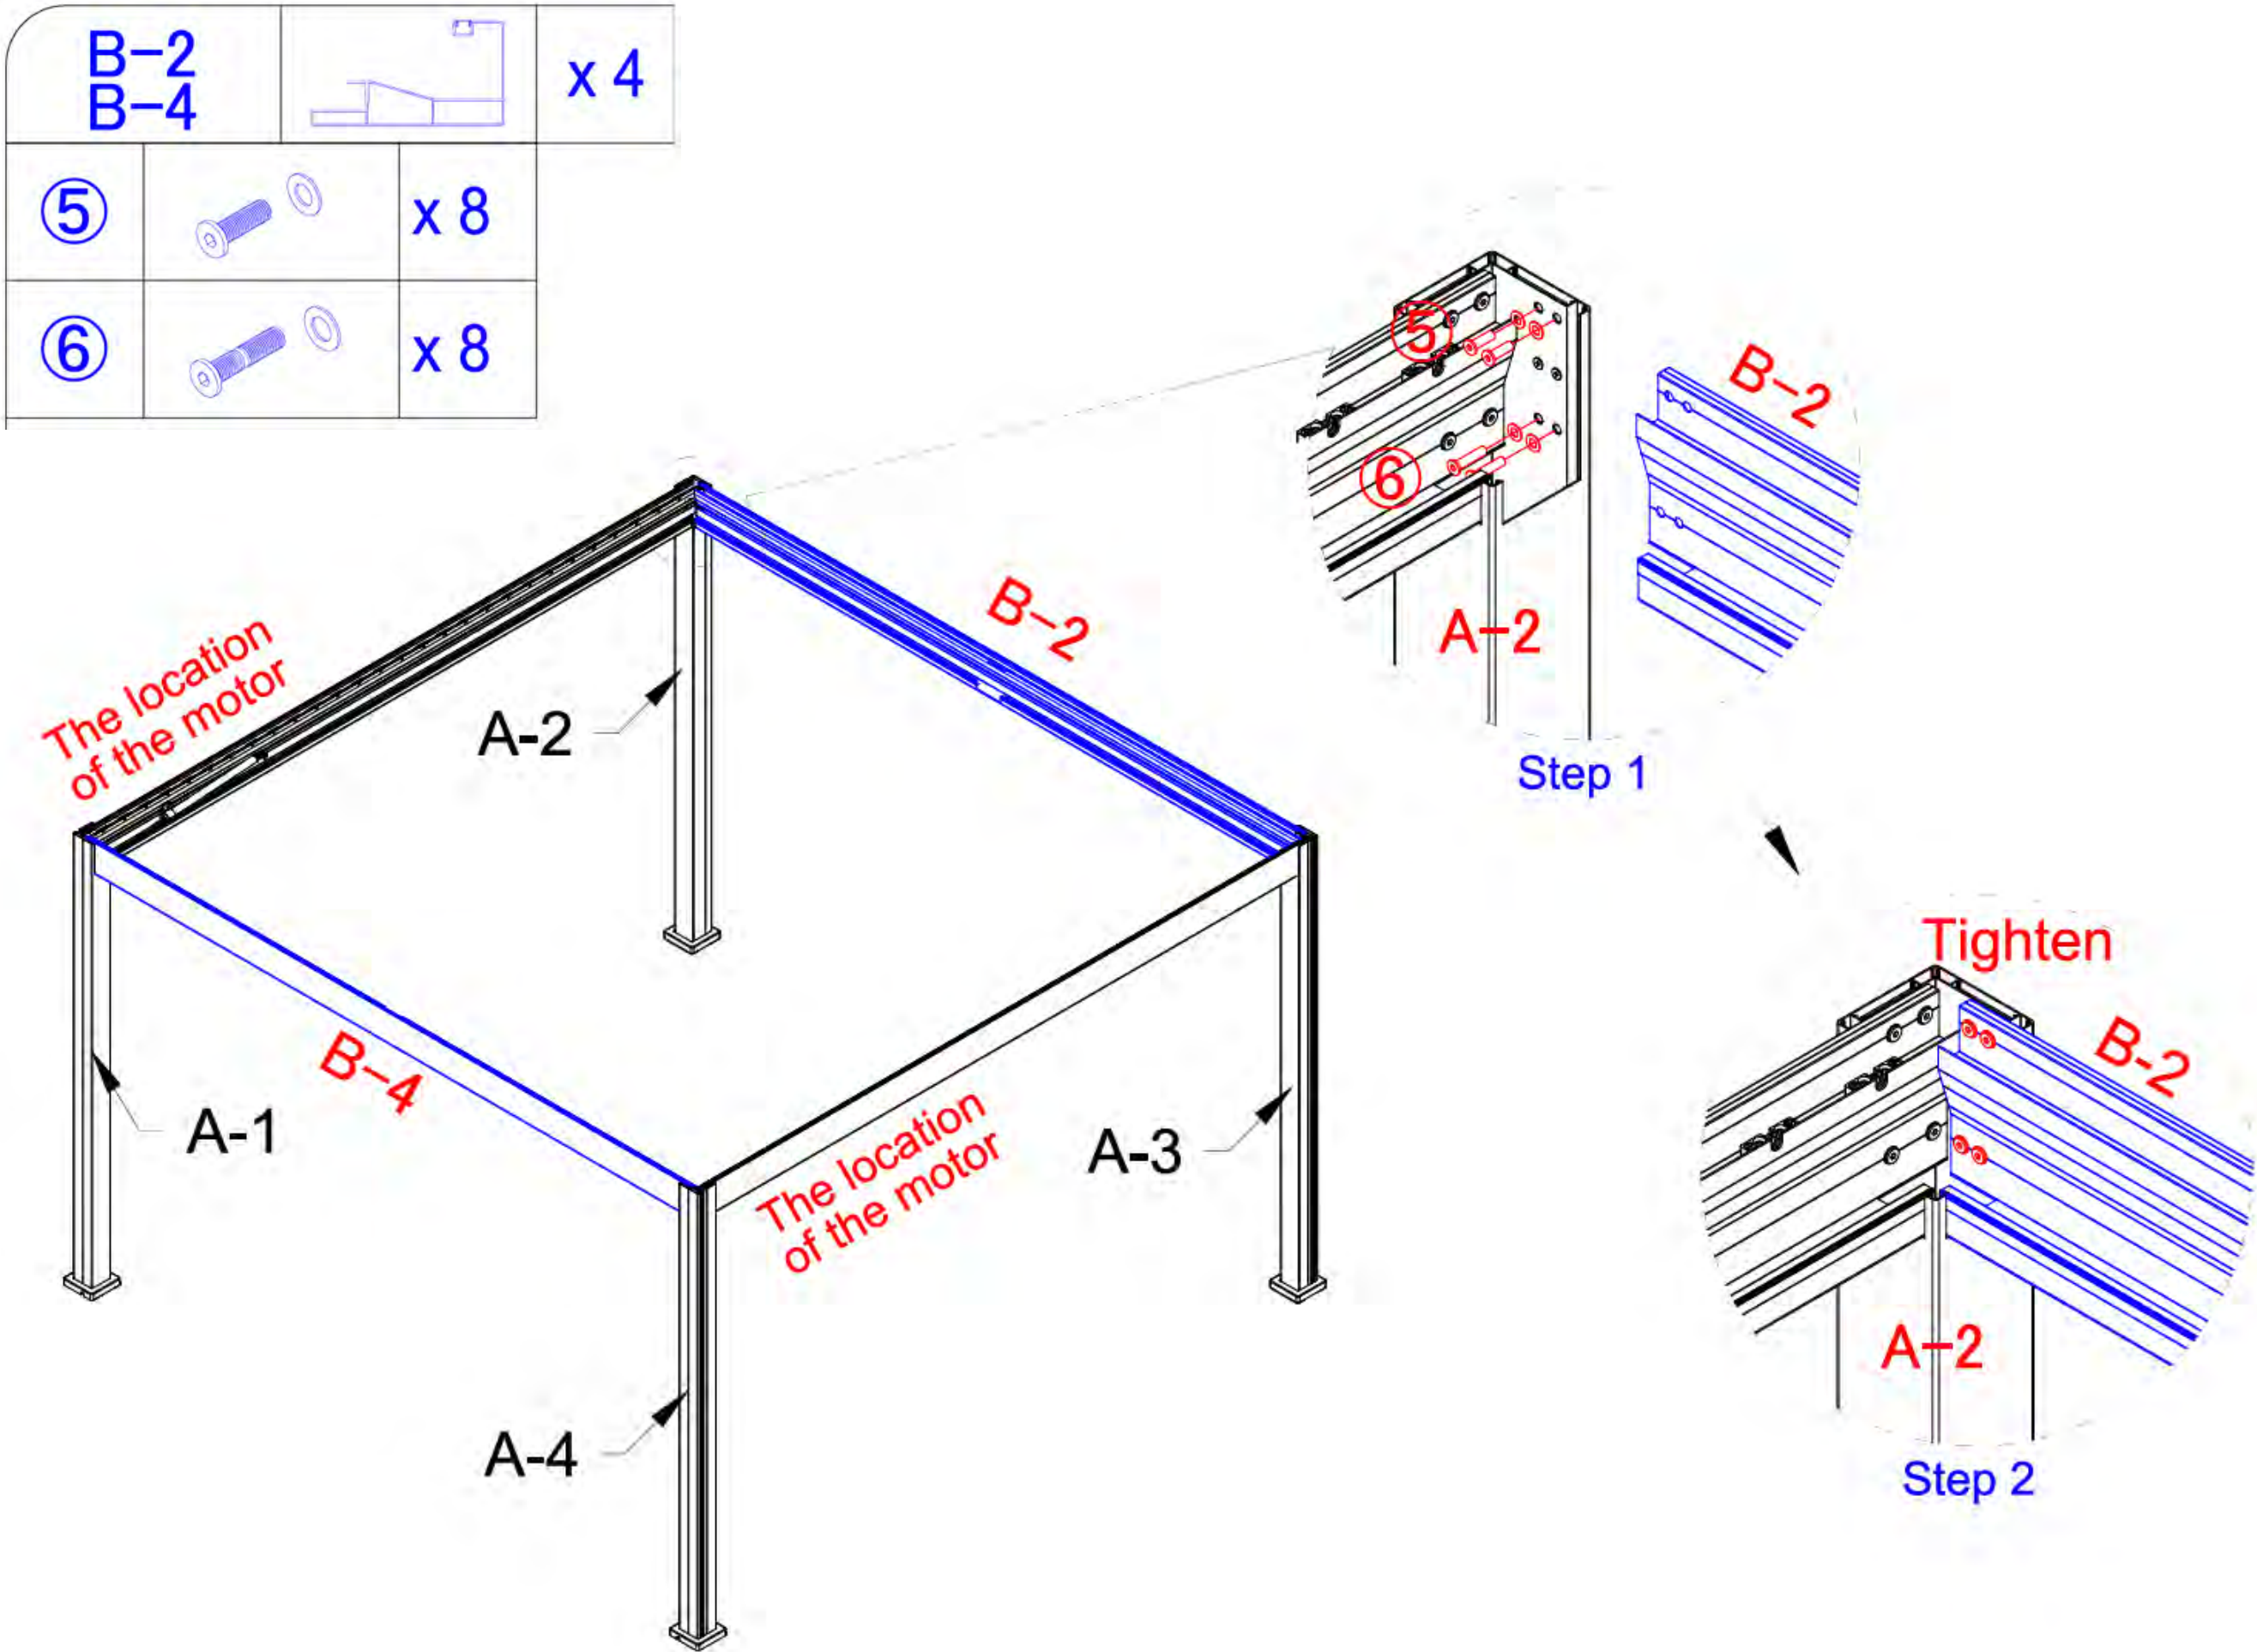 B-2
B-4
x 4
⑤
x 8
⑥
x 8
⑤
B-2
⑥
A-2
Step 1
B-2
The location
of the motor
A-2
Tighten
B-2
B-4
A-1
The location
of the motor
A-3
A-2
A-4
Step 2